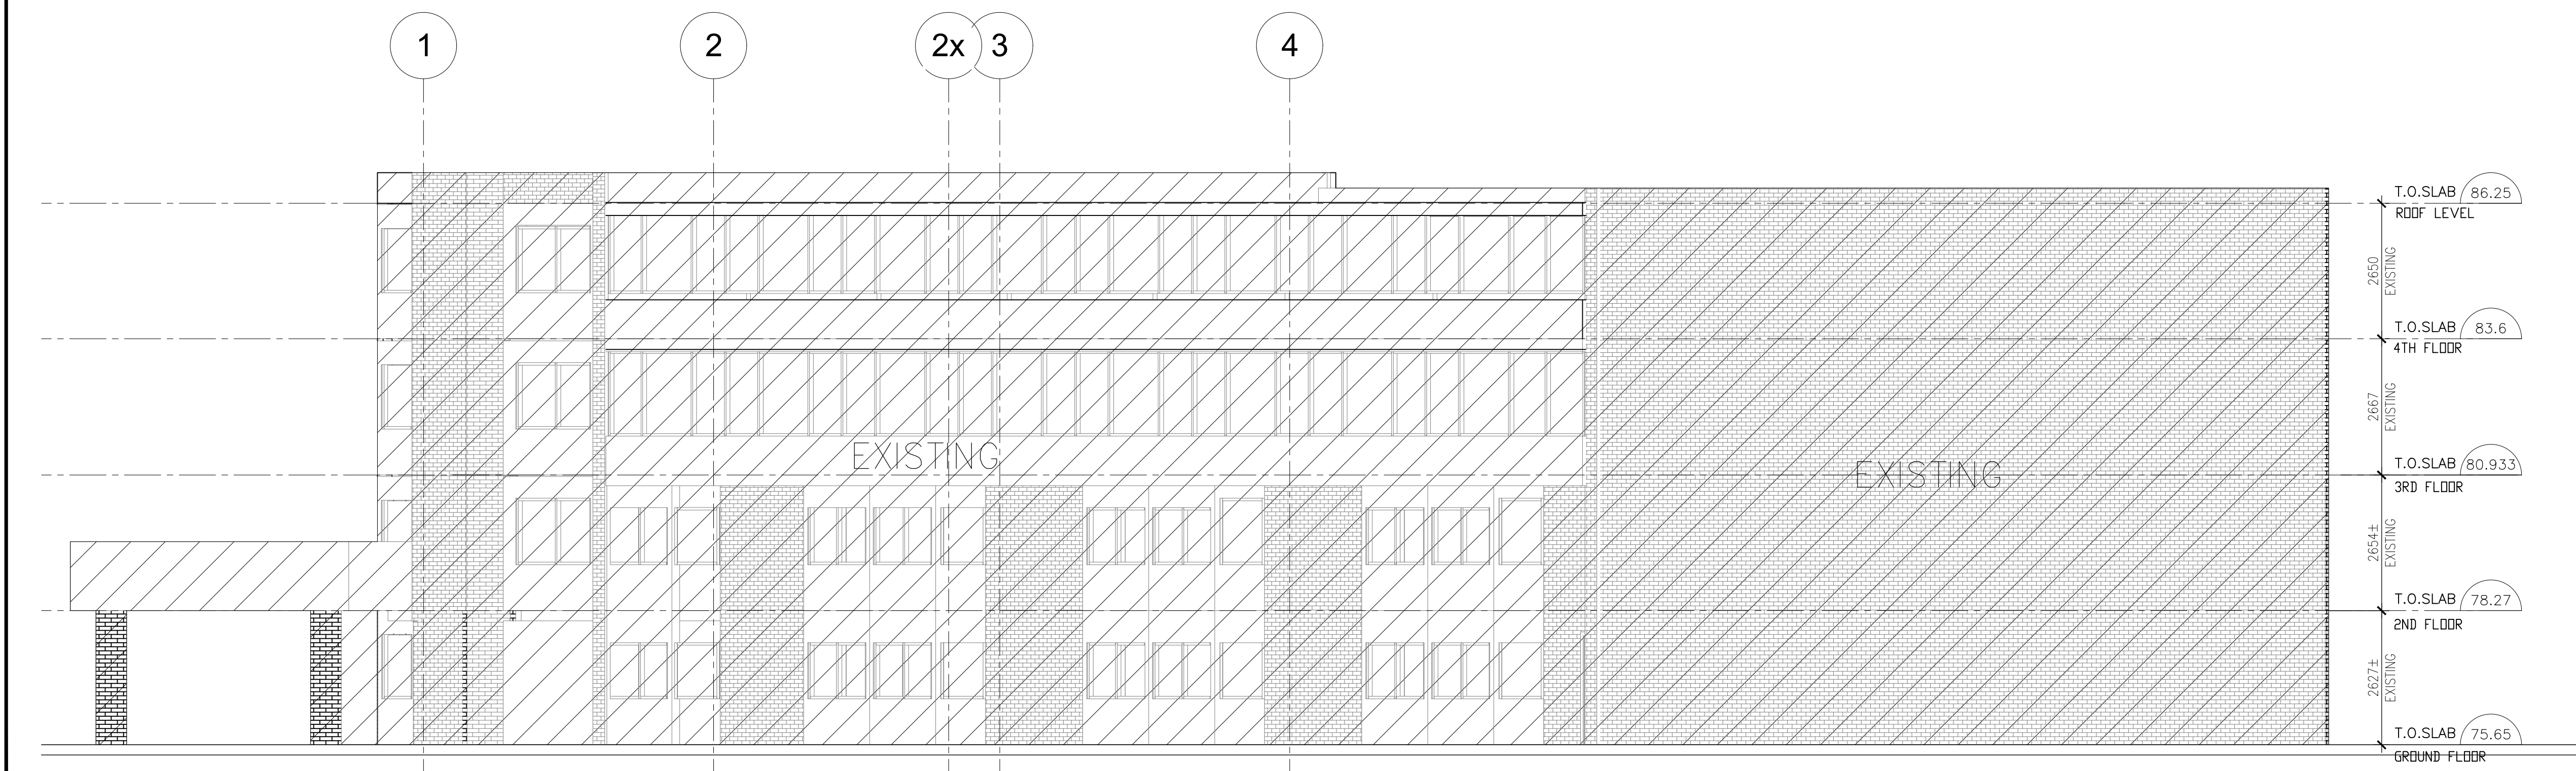 1
2
2x
3
4
T.O.SLAB 86.25
ROOF LEVEL
2650
EXISTING
T.O.SLAB 83.6
4TH FLOOR
2667
EXISTING
EXISTING
EXISTING
T.O.SLAB 80.933
3RD FLOOR
2654±
EXISTING
T.O.SLAB 78.27
2ND FLOOR
2627±
EXISTING
T.O.SLAB 75.65
GROUND FLOOR